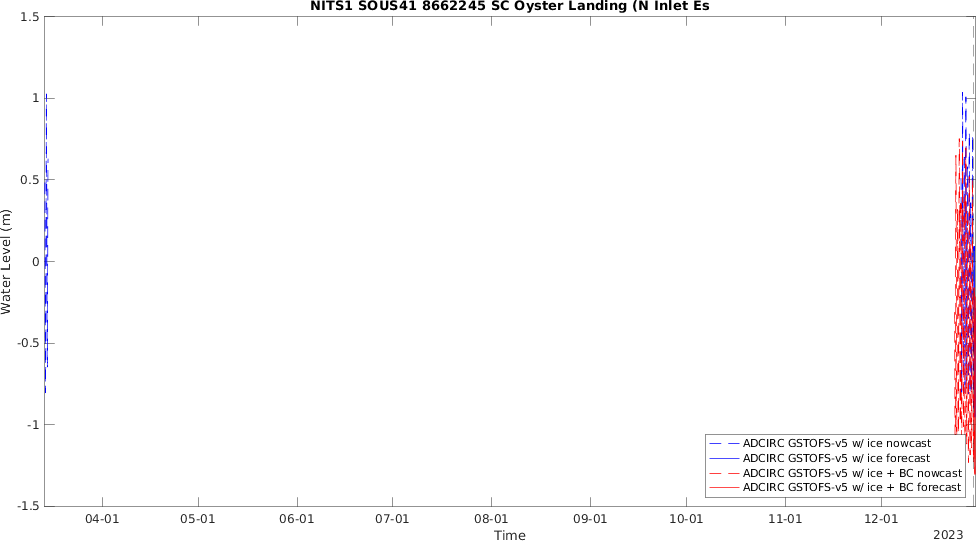 NITS1 SOUS41 8662245 SC Oyster Landing (N Inlet Es
1.5
1
0.5
0
-0.5
-1
-1.5
Water Level (m)
04-01
05-01
06-01
07-01
08-01
09-01
10-01
11-01
12-01
Time
2023
ADCIRC GSTOFS-v5 w/ ice nowcast
ADCIRC GSTOFS-v5 w/ ice forecast
ADCIRC GSTOFS-v5 w/ ice + BC nowcast
ADCIRC GSTOFS-v5 w/ ice + BC forecast